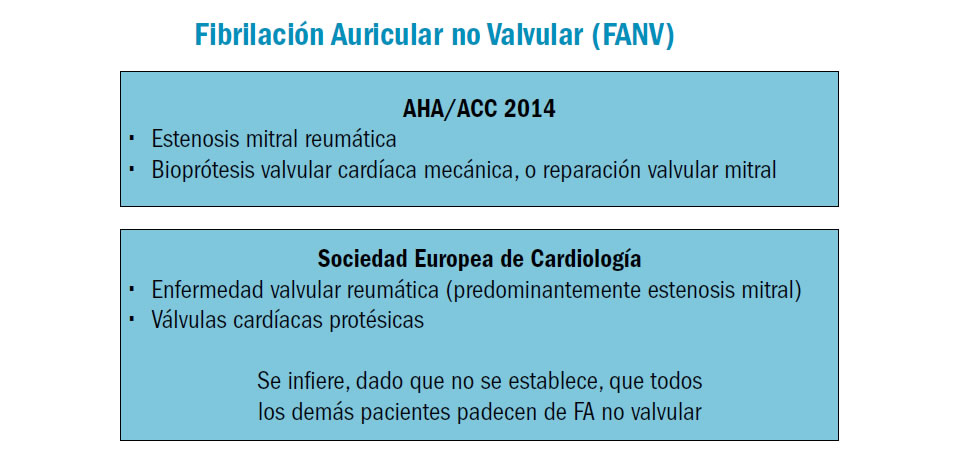 Fibrilación Auricular no Valvular (FANV)
AHA/ACC 2014
· Estenosis mitral reumática
· Bioprótesis valvular cardíaca mecánica, o reparación valvular mitral
Sociedad Europea de Cardiología
· Enfermedad valvular reumática (predominantemente estenosis mitral)
· Válvulas cardíacas protésicas
Se infiere, dado que no se establece, que todos
los demás pacientes padecen de FA no valvular